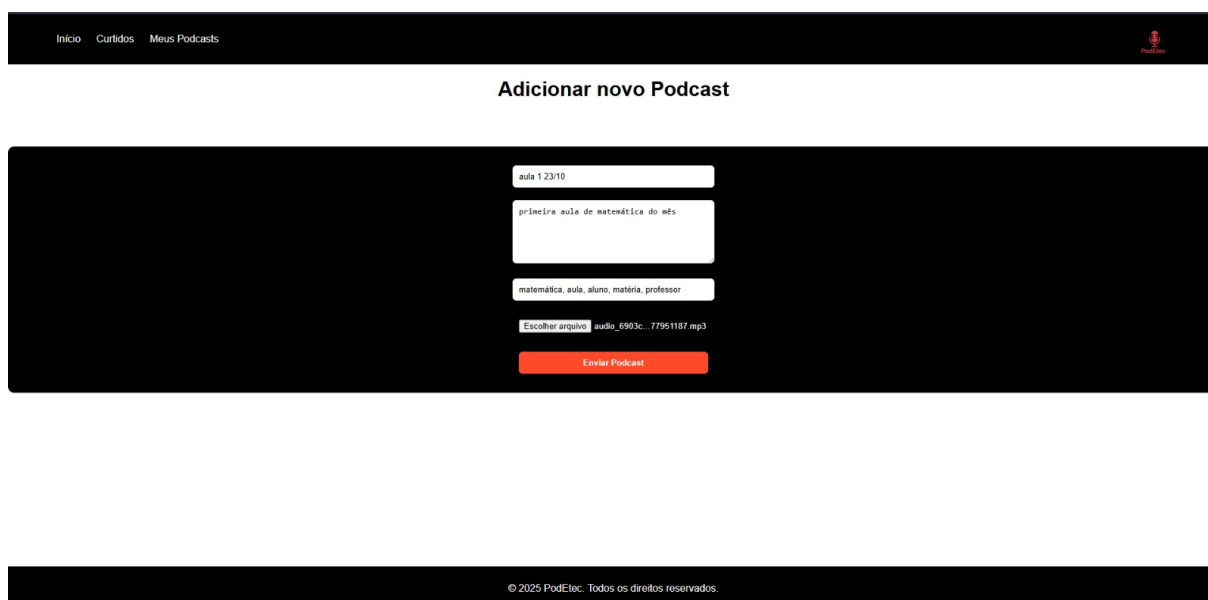 Início Curtidos Meus Podcasts
PodEtec
Adicionar novo Podcast
aula 1 23/10
primeira aula de matemática do mês
matemática, aula, aluno, matéria, professor
Escolher arquivo audio_6903c...77951187.mp3
Enviar Podcast
© 2025 PodEtec. Todos os direitos reservados.